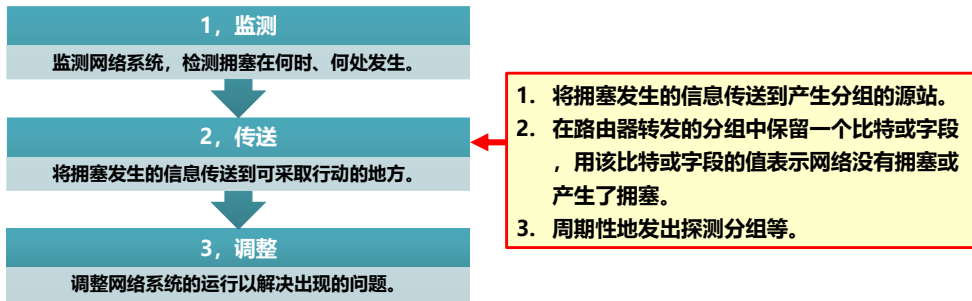 1，监测
监测网络系统，检测拥塞在何时、何处发生。
2，传送
将拥塞发生的信息传送到可采取行动的地方。
3，调整
调整网络系统的运行以解决出现的问题。
1. 将拥塞发生的信息传送到产生分组的源站。
2. 在路由器转发的分组中保留一个比特或字段
，用该比特或字段的值表示网络没有拥塞或
产生了拥塞。
3. 周期性地发出探测分组等。